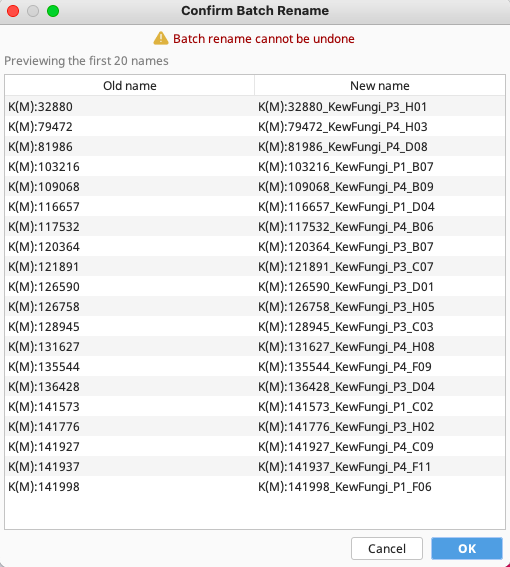 Confirm Batch Rename
Batch rename cannot be undone
Previewing the first 20 names
Old name New name
K(M):32880 K(M):32880_KewFungi_P3_H01
K(M):79472 K(M):79472_KewFungi_P4_H03
K(M):81986 K(M):81986_KewFungi_P4_D08
K(M):103216 K(M):103216_KewFungi_P1_B07
K(M):109068 K(M):109068_KewFungi_P4_B09
K(M):116657 K(M):116657_KewFungi_P1_D04
K(M):117532 K(M):117532_KewFungi_P4_B06
K(M):120364 K(M):120364_KewFungi_P3_B07
K(M):121891 K(M):121891_KewFungi_P3_C07
K(M):126590 K(M):126590_KewFungi_P3_D01
K(M):126758 K(M):126758_KewFungi_P3_H05
K(M):128945 K(M):128945_KewFungi_P3_C03
K(M):131627 K(M):131627_KewFungi_P4_H08
K(M):135544 K(M):135544_KewFungi_P4_F09
K(M):136428 K(M):136428_KewFungi_P3_D04
K(M):141573 K(M):141573_KewFungi_P1_C02
K(M):141776 K(M):141776_KewFungi_P3_H02
K(M):141927 K(M):141927_KewFungi_P4_C09
K(M):141937 K(M):141937_KewFungi_P4_F11
K(M):141998 K(M):141998_KewFungi_P1_F06
Cancel OK